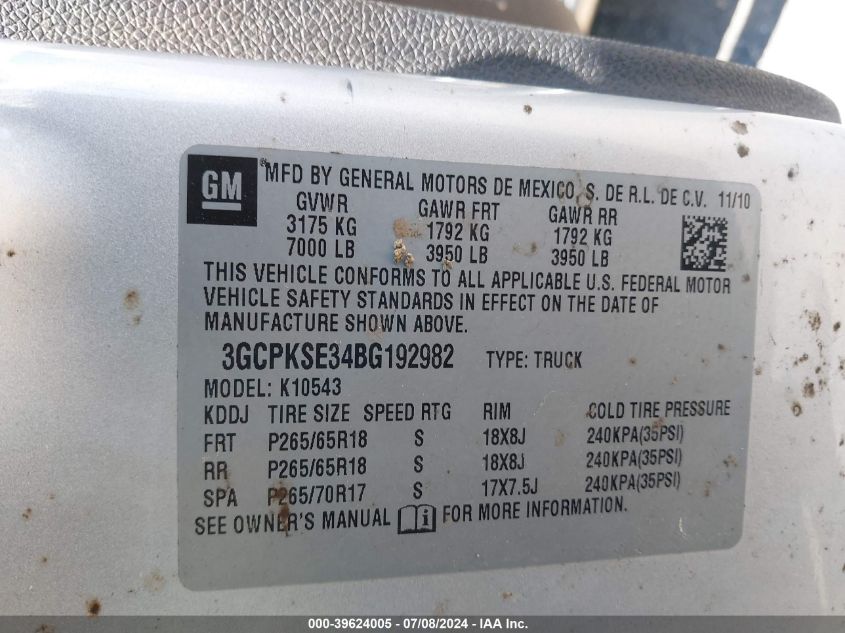 GM
MFD BY GENERAL MOTORS DE MEXICO, S. DE R.L. DE C.V. 11/10
GVWR GAWR FRT GAWR RR
3175 KG 1792 KG 1792 KG
7000 LB 3950 LB 3950 LB
THIS VEHICLE CONFORMS TO ALL APPLICABLE U.S. FEDERAL MOTOR
VEHICLE SAFETY STANDARDS IN EFFECT ON THE DATE OF
MANUFACTURE SHOWN ABOVE.
3GCPKSE34BG192982 TYPE: TRUCK
MODEL: K10543
KDDJ TIRE SIZE SPEED RTG RIM COLD TIRE PRESSURE
FRT P265/65R18 S 18X8J 240KPA(35PSI)
RR P265/65R18 S 18X8J 240KPA(35PSI)
SPA P265/70R17 S 17X7.5J 240KPA(35PSI)
SEE OWNER'S MANUAL i FOR MORE INFORMATION.
000-39624005 - 07/08/2024 - IAA Inc.